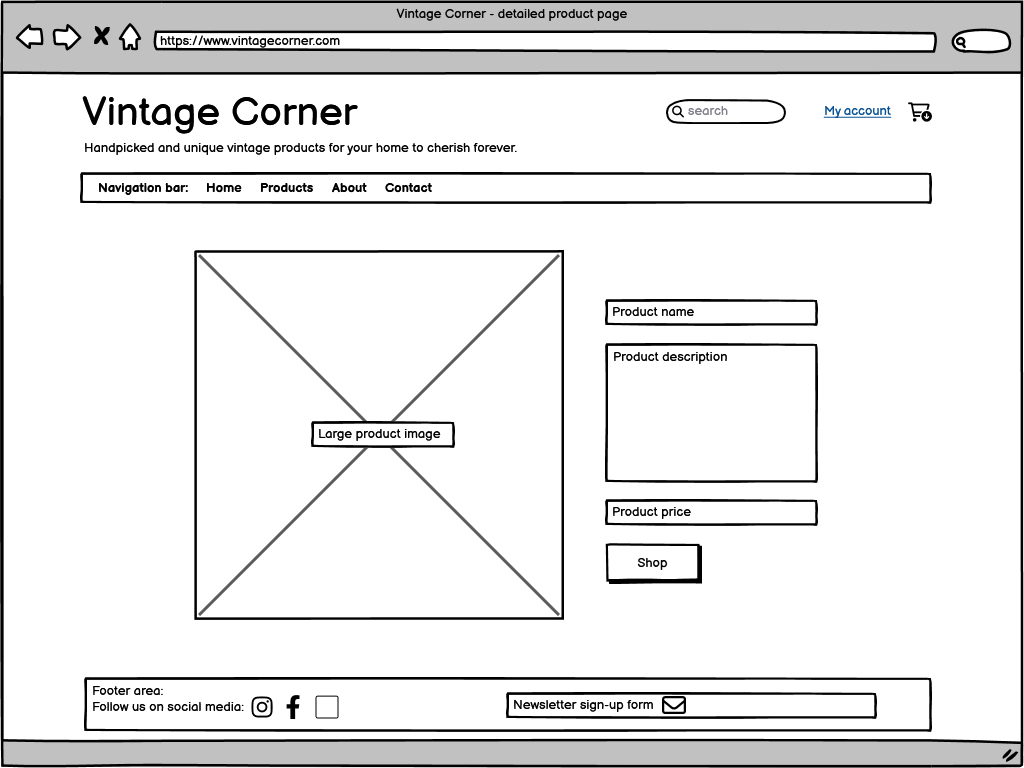 Vintage Corner - detailed product page
https://www.vintagecorner.com
Vintage Corner
search
My account
Handpicked and unique vintage products for your home to cherish forever.
Navigation bar: Home Products About Contact
Large product image
Product name
Product description
Product price
Shop
Footer area:
Follow us on social media:
Newsletter sign-up form